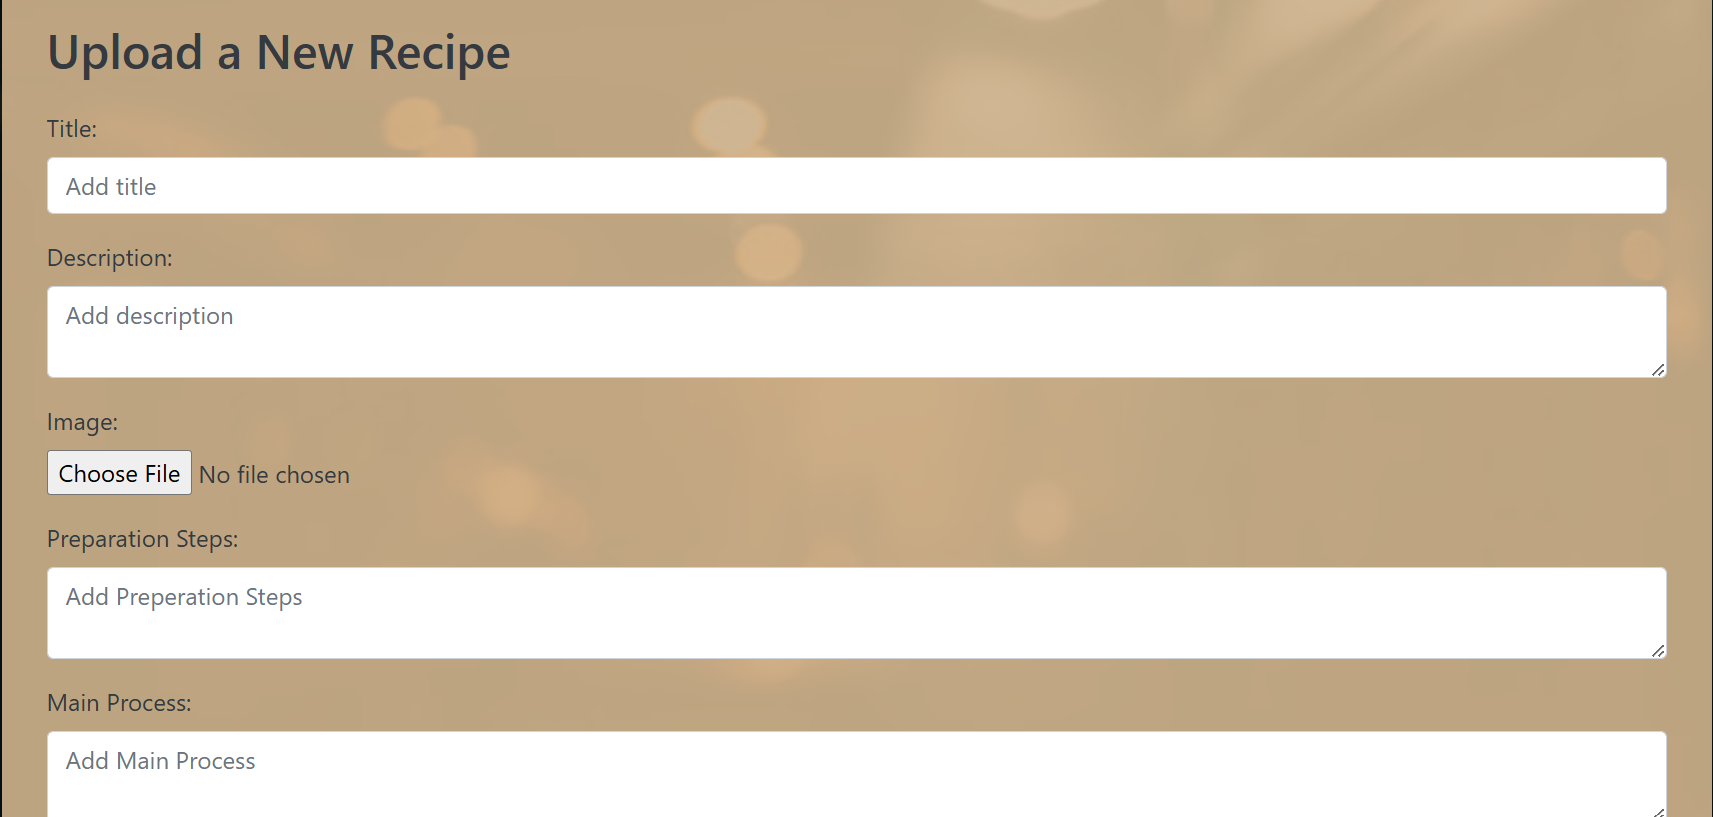 Upload a New Recipe
Title:
Add title
Description:
Add description
Image:
Choose File No file chosen
Preparation Steps:
Add Preperation Steps
Main Process:
Add Main Process